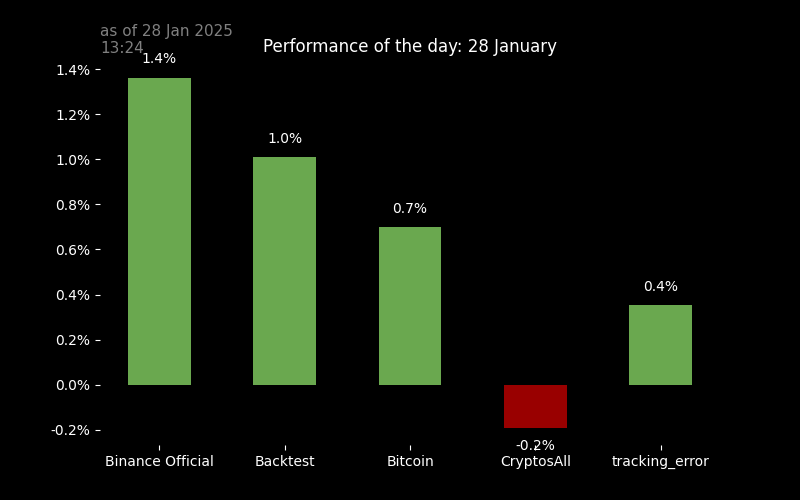 as of 28 Jan 2025
13:24
Performance of the day: 28 January
1.4%
1.2%
1.0%
0.8%
0.6%
0.4%
0.2%
0.0%
-0.2%
1.4%
1.0%
0.7%
-0.2%
0.4%
Binance Official
Backtest
Bitcoin
CryptosAll
tracking_error